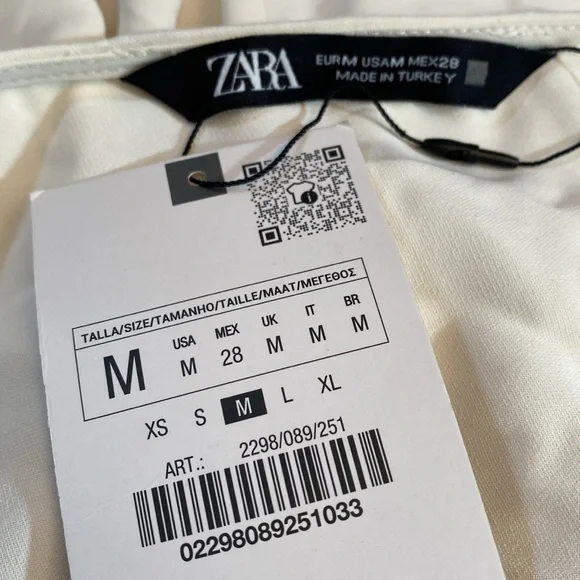 ZARA
EUR M USA M MEX 28
MADE IN TURKEY
TALLA/SIZE/TAMANHO/TAILLE/MAAT/ΜΕΓΕΘΟΣ
M
USA MEX UK IT BR
M 28 M M M
XS S M L XL
ART.: 2298/089/251
02298089251033